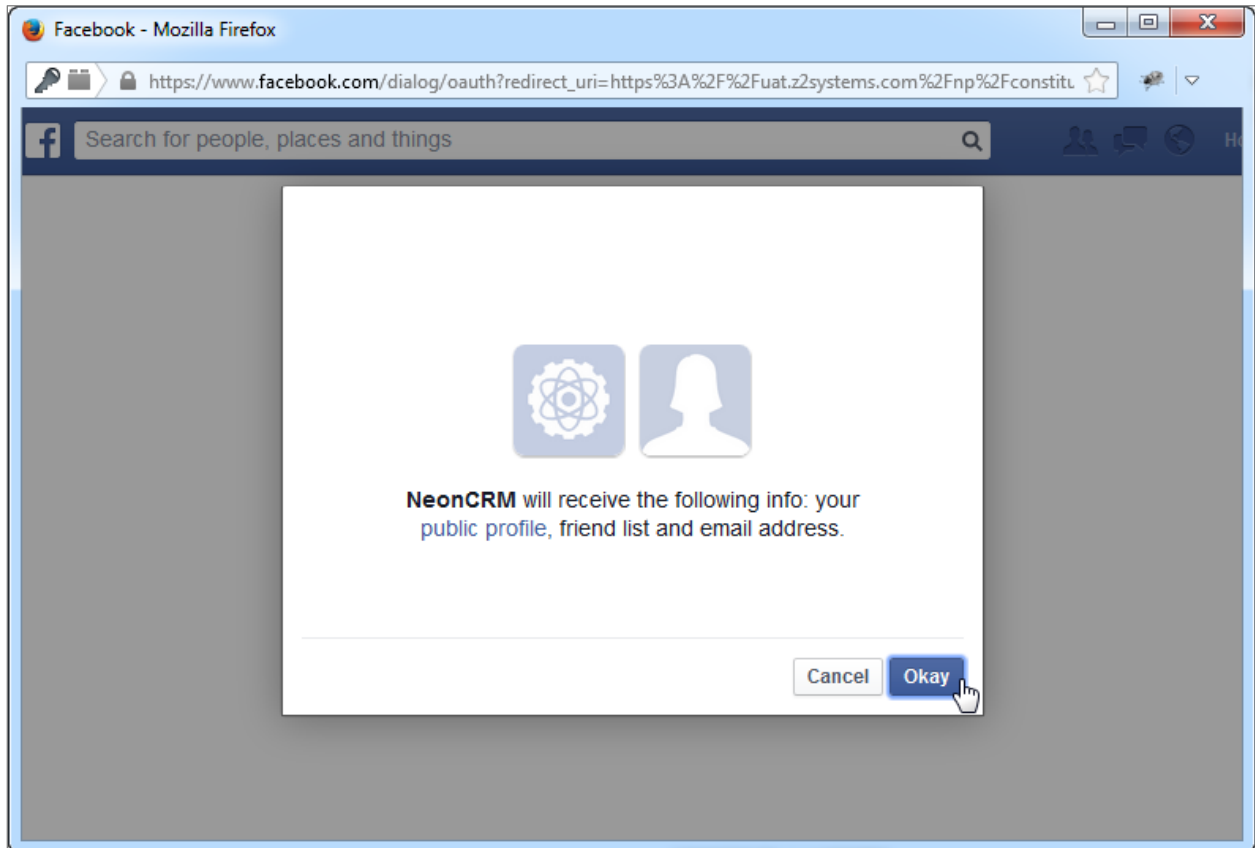 Facebook - Mozilla Firefox
https://www.facebook.com/dialog/oauth?redirect_uri=https%3A%2F%2Fuat.z2systems.com%2Fnp%2Fconstitu
f Search for people, places and things Ho
NeonCRM will receive the following info: your
public profile, friend list and email address.
Cancel Okay